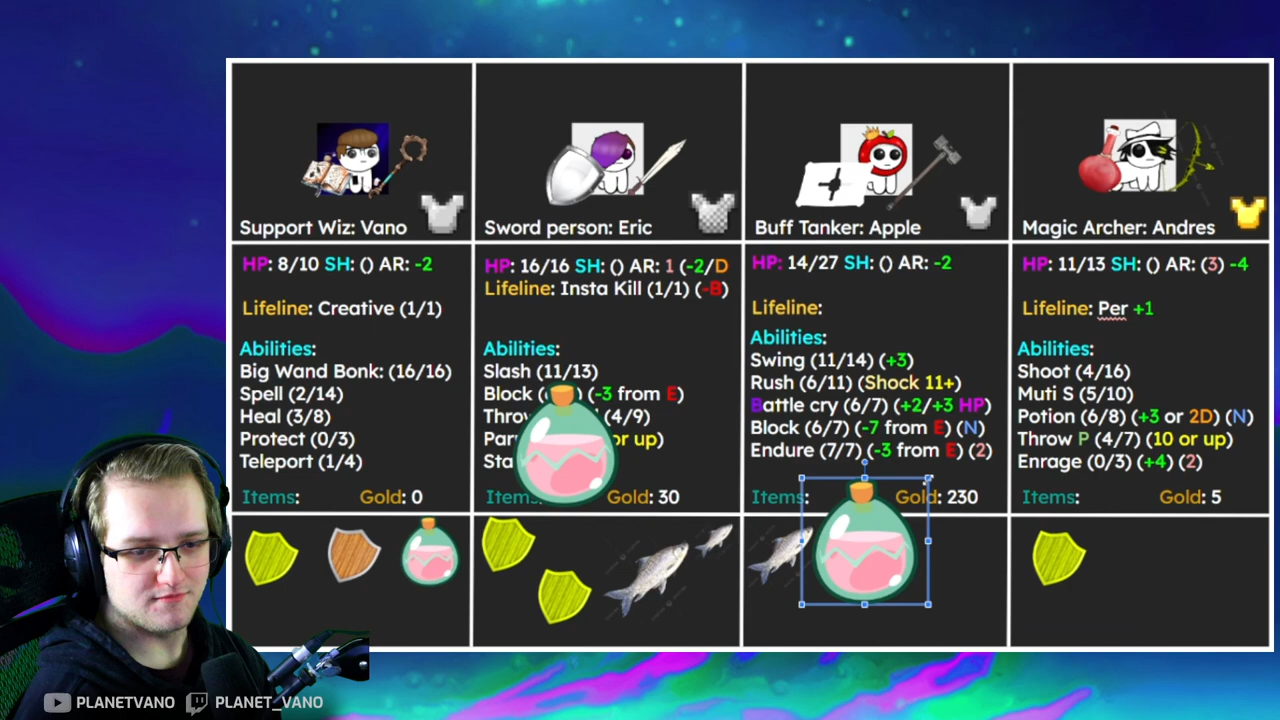 Support Wiz: Vano
HP: 8/10 SH: () AR: -2
Lifeline: Creative (1/1)
Abilities:
Big Wand Bonk: (16/16)
Spell (2/14)
Heal (3/8)
Protect (0/3)
Teleport (1/4)
Items: Gold: 0
Sword person: Eric
HP: 16/16 SH: () AR: 1 (-2/D
Lifeline: Insta Kill (1/1) (-B)
Abilities:
Slash (11/13)
Block (-3 from E)
(4/9)
or up)
Gold: 30
Buff Tanker: Apple
HP: 14/27 SH: () AR: -2
Lifeline:
Abilities:
Swing (11/14) (+3)
Rush (6/11) (Shock 11+)
Battle cry (6/7) (+2/+3 HP)
Block (6/7) (-7 from E) (N)
Endure (7/7) (-3 from E) (2)
Items: Gold: 230
Magic Archer: Andres
HP: 11/13 SH: () AR: (3) -4
Lifeline: Per +1
Abilities:
Shoot (4/16)
Muti S (5/10)
Potion (6/8) (+3 or 2D) (N)
Throw P (4/7) (10 or up)
Enrage (0/3) (+4) (2)
Items: Gold: 5
PLANETVANO PLANET_VANO